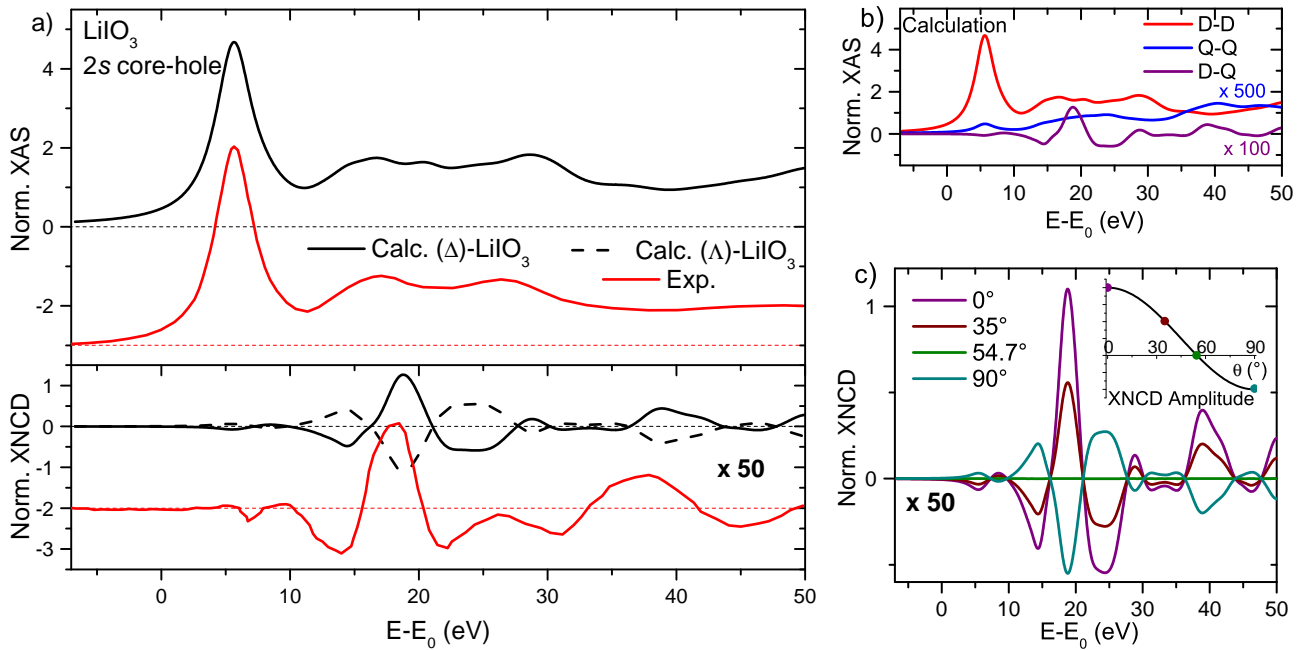 a)
LiIO₃
2s core-hole
Norm. XAS
4
2
0
-2
Calc. (Δ)-LiIO₃
Calc. (Λ)-LiIO₃
Exp.
Norm. XNCD
1
0
-1
-2
-3
x 50
0 10 20 30 40 50
E-E₀ (eV)
b)
Calculation
Norm. XAS
4
2
0
D-D
Q-Q
D-Q
x 500
x 100
0 10 20 30 40 50
E-E₀ (eV)
c)
Norm. XNCD
1
0
0°
35°
54.7°
90°
0 30 60 90
θ (°)
XNCD Amplitude
x 50
0 10 20 30 40 50
E-E₀ (eV)